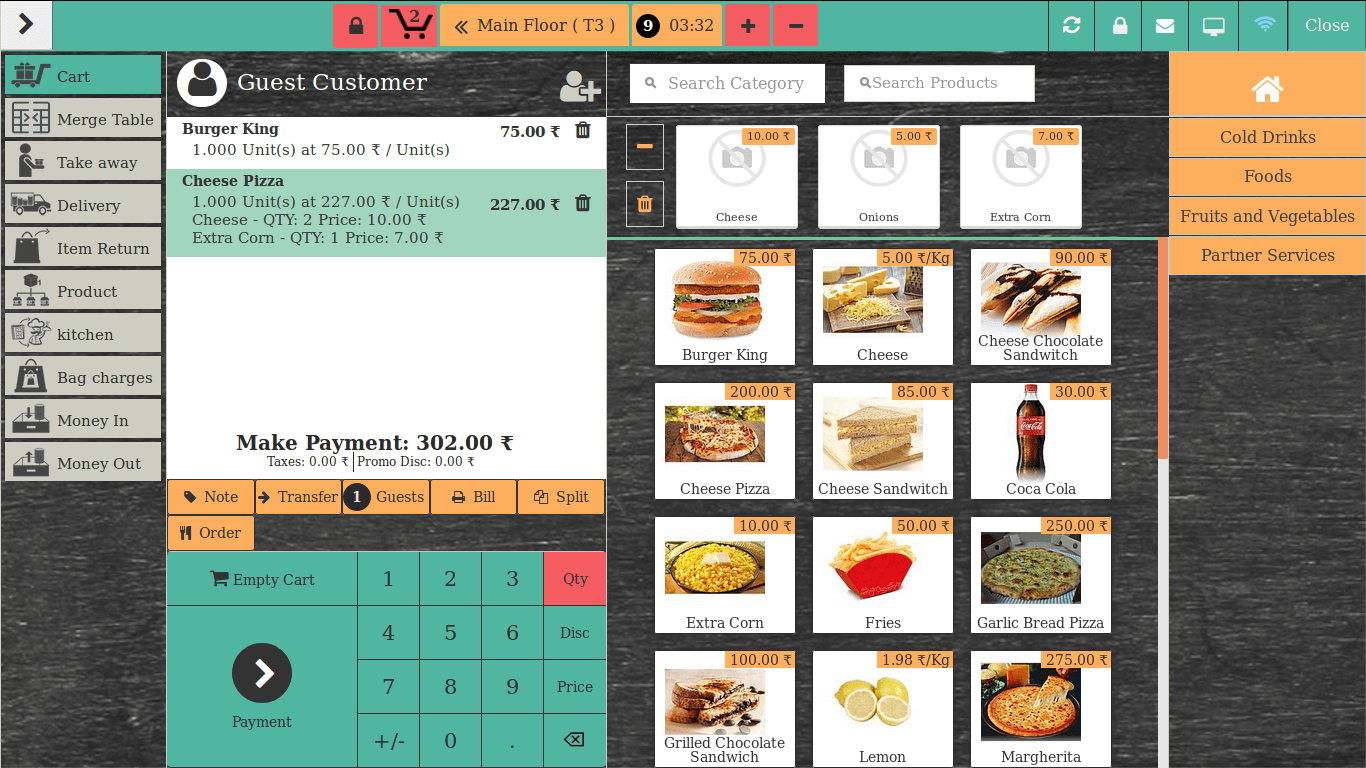 2
Main Floor ( T3 )
9 03:32
Close
Cart
Merge Table
Take away
Delivery
Item Return
Product
kitchen
Bag charges
Money In
Money Out
Guest Customer
Burger King 75.00 ₹
1.000 Unit(s) at 75.00 ₹ / Unit(s)
Cheese Pizza
1.000 Unit(s) at 227.00 ₹ / Unit(s) 227.00 ₹
Cheese - QTY: 2 Price: 10.00 ₹
Extra Corn - QTY: 1 Price: 7.00 ₹
Make Payment: 302.00 ₹
Taxes: 0.00 ₹ Promo Disc: 0.00 ₹
Note Transfer 1 Guests Bill Split
Order
Empty Cart 1 2 3 Qty
4 5 6 Disc
7 8 9 Price
Payment
+/- 0 .
Search Category Search Products
10.00 ₹ 5.00 ₹ 7.00 ₹
Cheese Onions Extra Corn
75.00 ₹ 5.00 ₹/Kg 90.00 ₹
Burger King Cheese Cheese Chocolate
Sandwitch
200.00 ₹ 85.00 ₹ 30.00 ₹
Coca-Cola
Cheese Pizza Cheese Sandwitch Coca Cola
10.00 ₹ 50.00 ₹ 250.00 ₹
Extra Corn Fries Garlic Bread Pizza
100.00 ₹ 1.98 ₹/Kg 275.00 ₹
Grilled Chocolate
Sandwich Lemon Margherita
Cold Drinks
Foods
Fruits and Vegetables
Partner Services